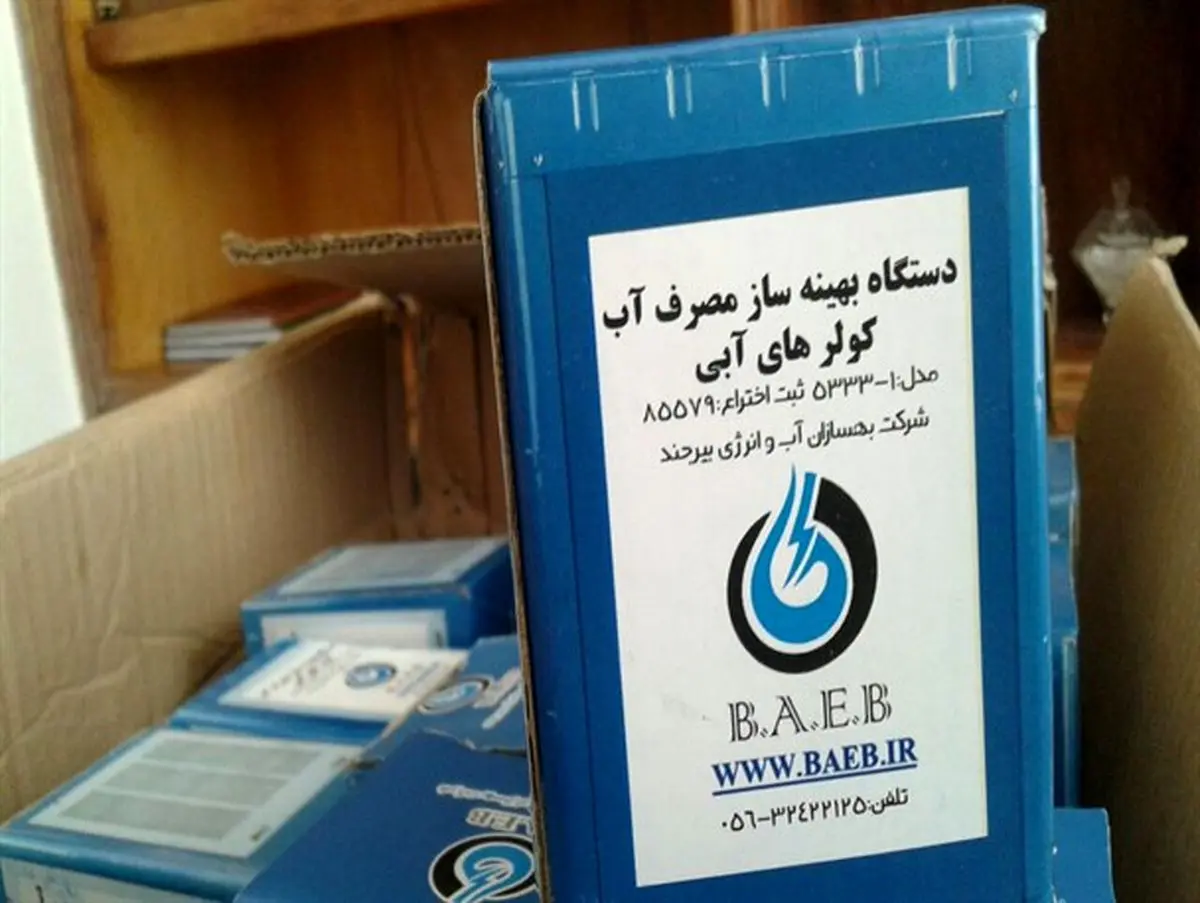 دستگاه بهینه ساز مصرف آب
کولر های آبی
مدل:۱-۵۳۳۳ ثبت اختراع:۸۵۵۷۹
شرکت بهسازان آب و انرژی بیرجند
B.A.E.B
WWW.BAEB.IR
تلفن:۳۲۴۲۲۱۲۵-۰۵۶